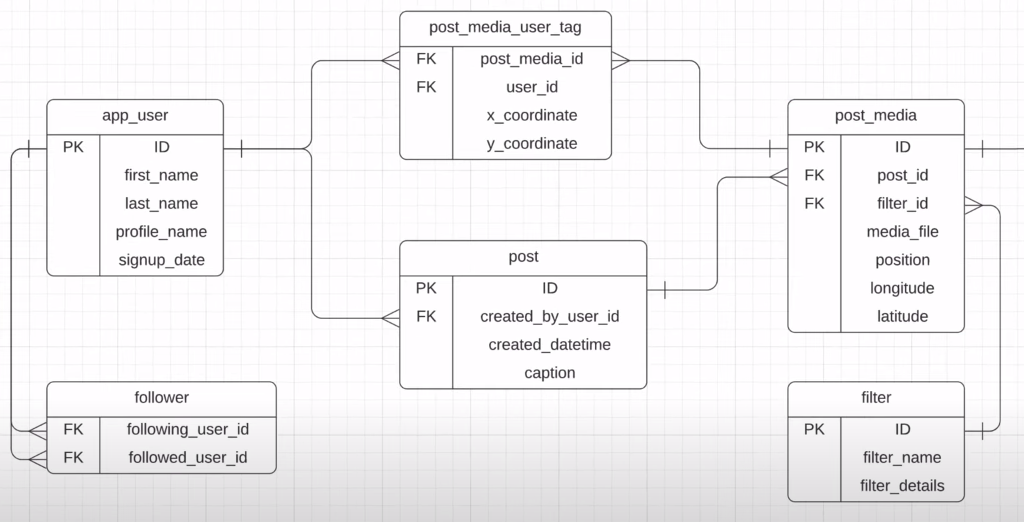 post_media_user_tag
FK post_media_id
FK user_id
x_coordinate
y_coordinate
app_user
PK ID
first_name
last_name
profile_name
signup_date
post_media
PK ID
FK post_id
FK filter_id
media_file
position
longitude
latitude
post
PK ID
FK created_by_user_id
created_datetime
caption
follower
FK following_user_id
FK followed_user_id
filter
PK ID
filter_name
filter_details